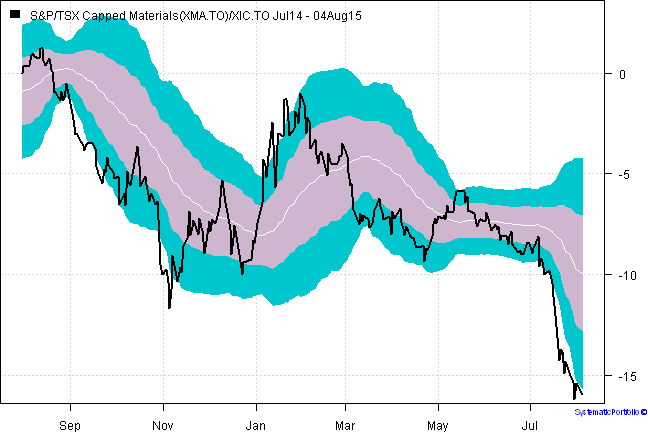 S&P/TSX Capped Materials(XMA.TO)/XIC.TO Jul14 - 04Aug15
0
-5
-10
-15
Sep Nov Jan Mar May Jul
SystematicPortfolio ©